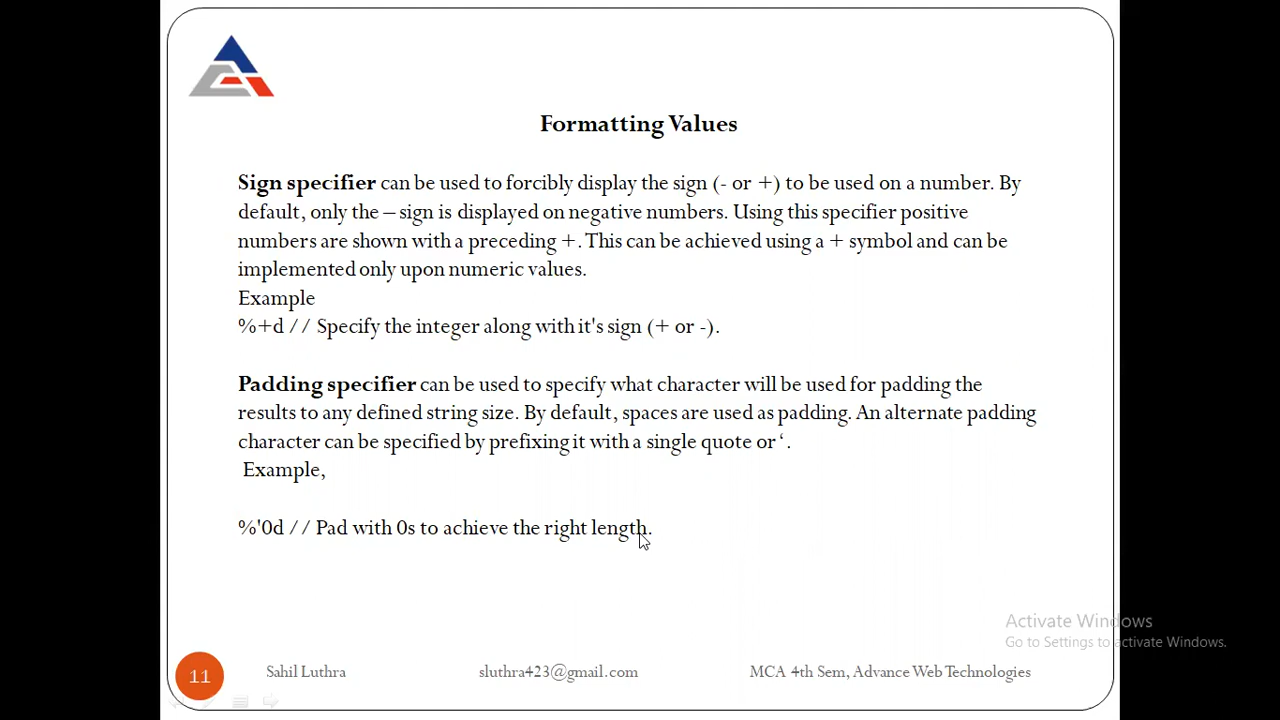 Formatting Values
Sign specifier can be used to forcibly display the sign (- or +) to be used on a number. By
default, only the – sign is displayed on negative numbers. Using this specifier positive
numbers are shown with a preceding +. This can be achieved using a + symbol and can be
implemented only upon numeric values.
Example
%+d // Specify the integer along with it's sign (+ or -).
Padding specifier can be used to specify what character will be used for padding the
results to any defined string size. By default, spaces are used as padding. An alternate padding
character can be specified by prefixing it with a single quote or ‘.
Example,
%'0d // Pad with 0s to achieve the right length.
Activate Windows
Go to Settings to activate Windows.
11 Sahil Luthra sluthra423@gmail.com MCA 4th Sem, Advance Web Technologies